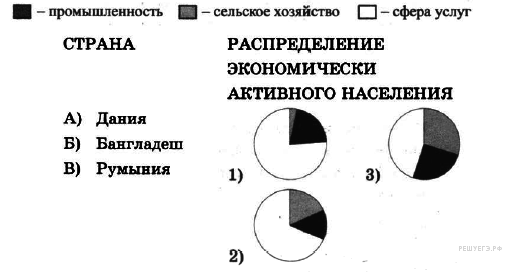 – промышленность – сельское хозяйство – сфера услуг
СТРАНА
А) Дания
Б) Бангладеш
В) Румыния
РАСПРЕДЕЛЕНИЕ
ЭКОНОМИЧЕСКИ
АКТИВНОГО НАСЕЛЕНИЯ
1)
3)
2)
РЕШУЕГЭ.РФ